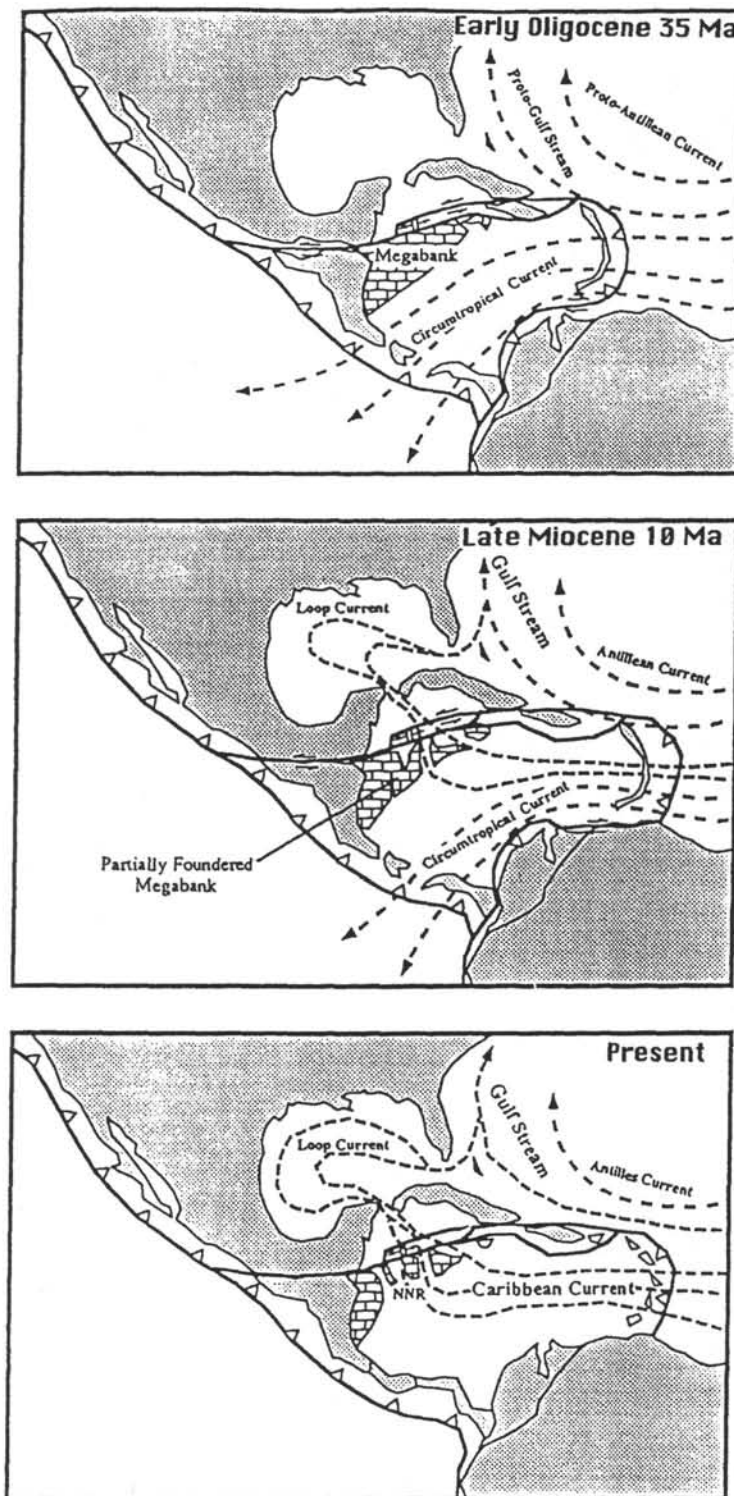 Early Oligocene 35 Ma
Proto-Gulf Stream
Proto-Antillean Current
Megabank
Circumtropical Current
Late Miocene 10 Ma
Loop Current
Gulf Stream
Antillean Current
Circumtropical Current
Partially Foundered
Megabank
Present
Loop Current
Gulf Stream
Antilles Current
NNR
Caribbean Current